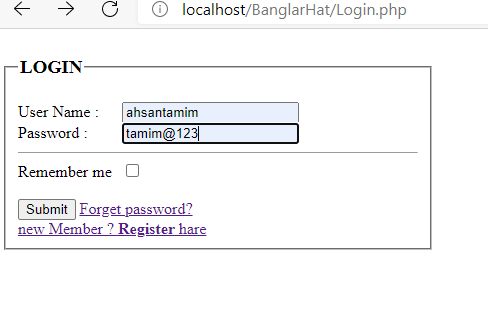 localhost/BanglarHat/Login.php
LOGIN
User Name : ahsantamim
Password : tamim@123
Remember me
Submit Forget password?
new Member ? Register hare